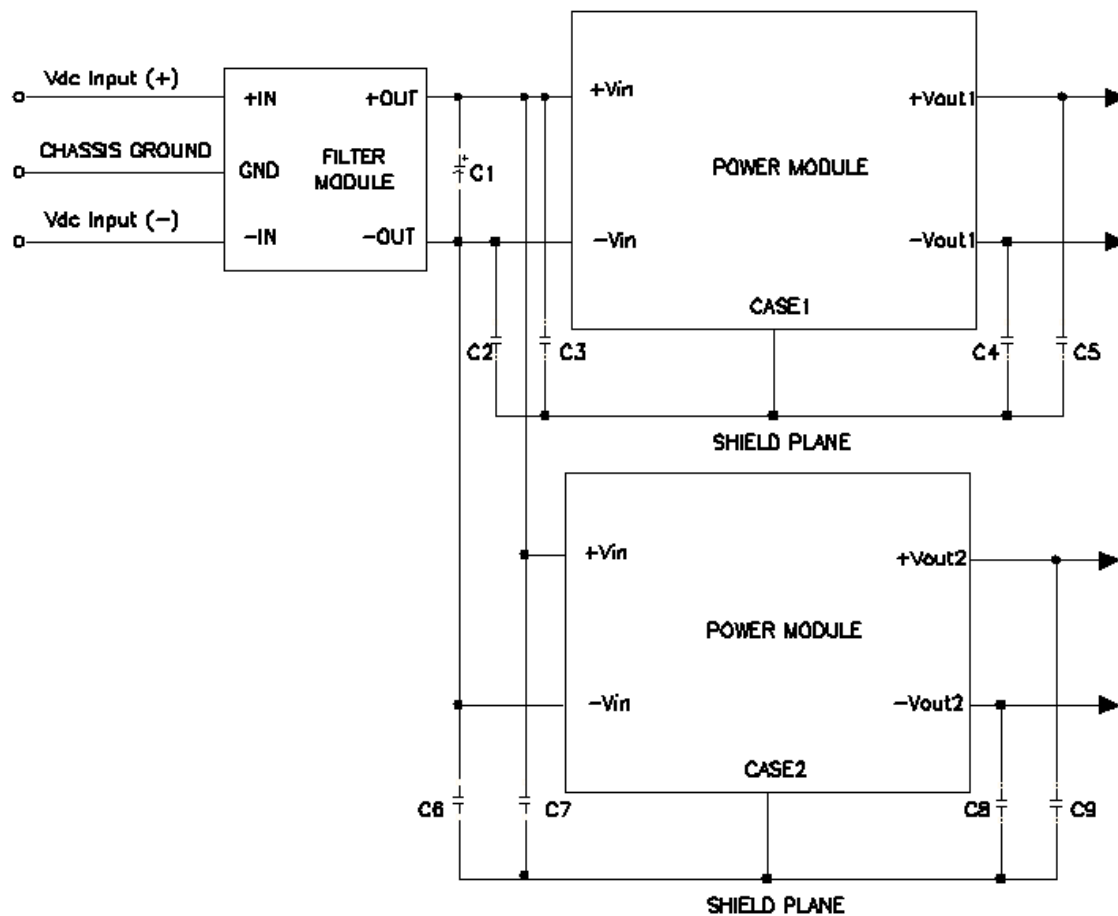 Vdc Input (+)
CHASSIS GROUND
Vdc Input (−)
+IN
+OUT
GND
FILTER
MODULE
−IN
−OUT
C1
+
+Vin
+Vout1
POWER MODULE
−Vin
−Vout1
CASE1
C2
C3
C4
C5
SHIELD PLANE
+Vin
+Vout2
POWER MODULE
−Vin
−Vout2
CASE2
C6
C7
C8
C9
SHIELD PLANE